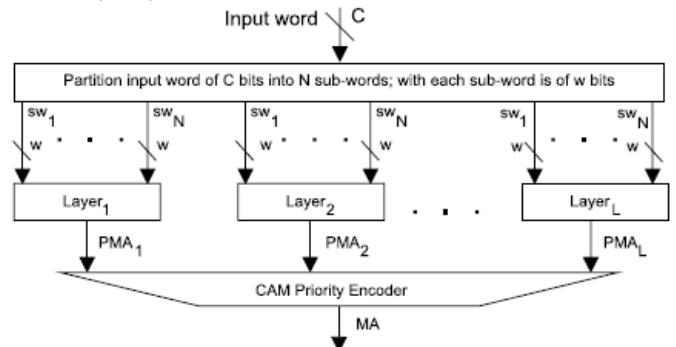 Input word C
Partition input word of C bits into N sub-words; with each sub-word is of w bits
sw1 swN sw1 swN sw1 swN
w w w w w w
Layer1 Layer2 LayerL
PMA1 PMA2 PMAL
CAM Priority Encoder
MA